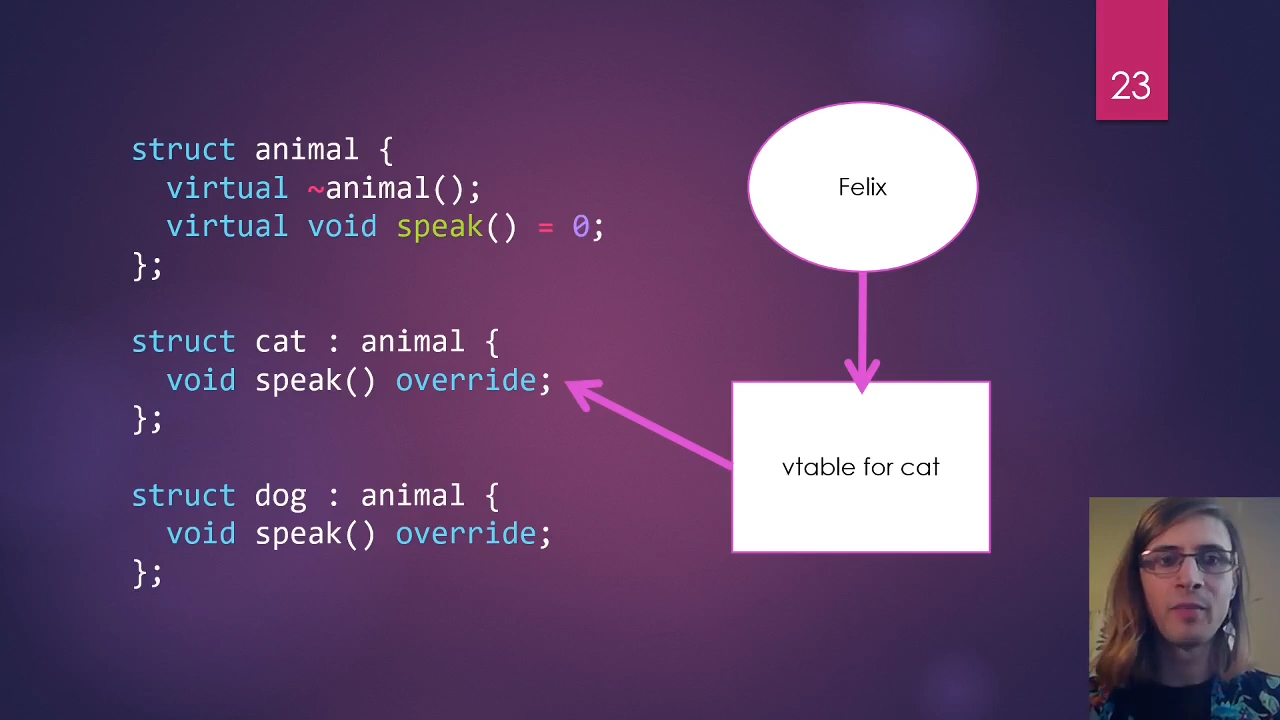 23
struct animal {
  virtual ~animal();
  virtual void speak() = 0;
};
struct cat : animal {
  void speak() override;
};
struct dog : animal {
  void speak() override;
};
Felix
vtable for cat